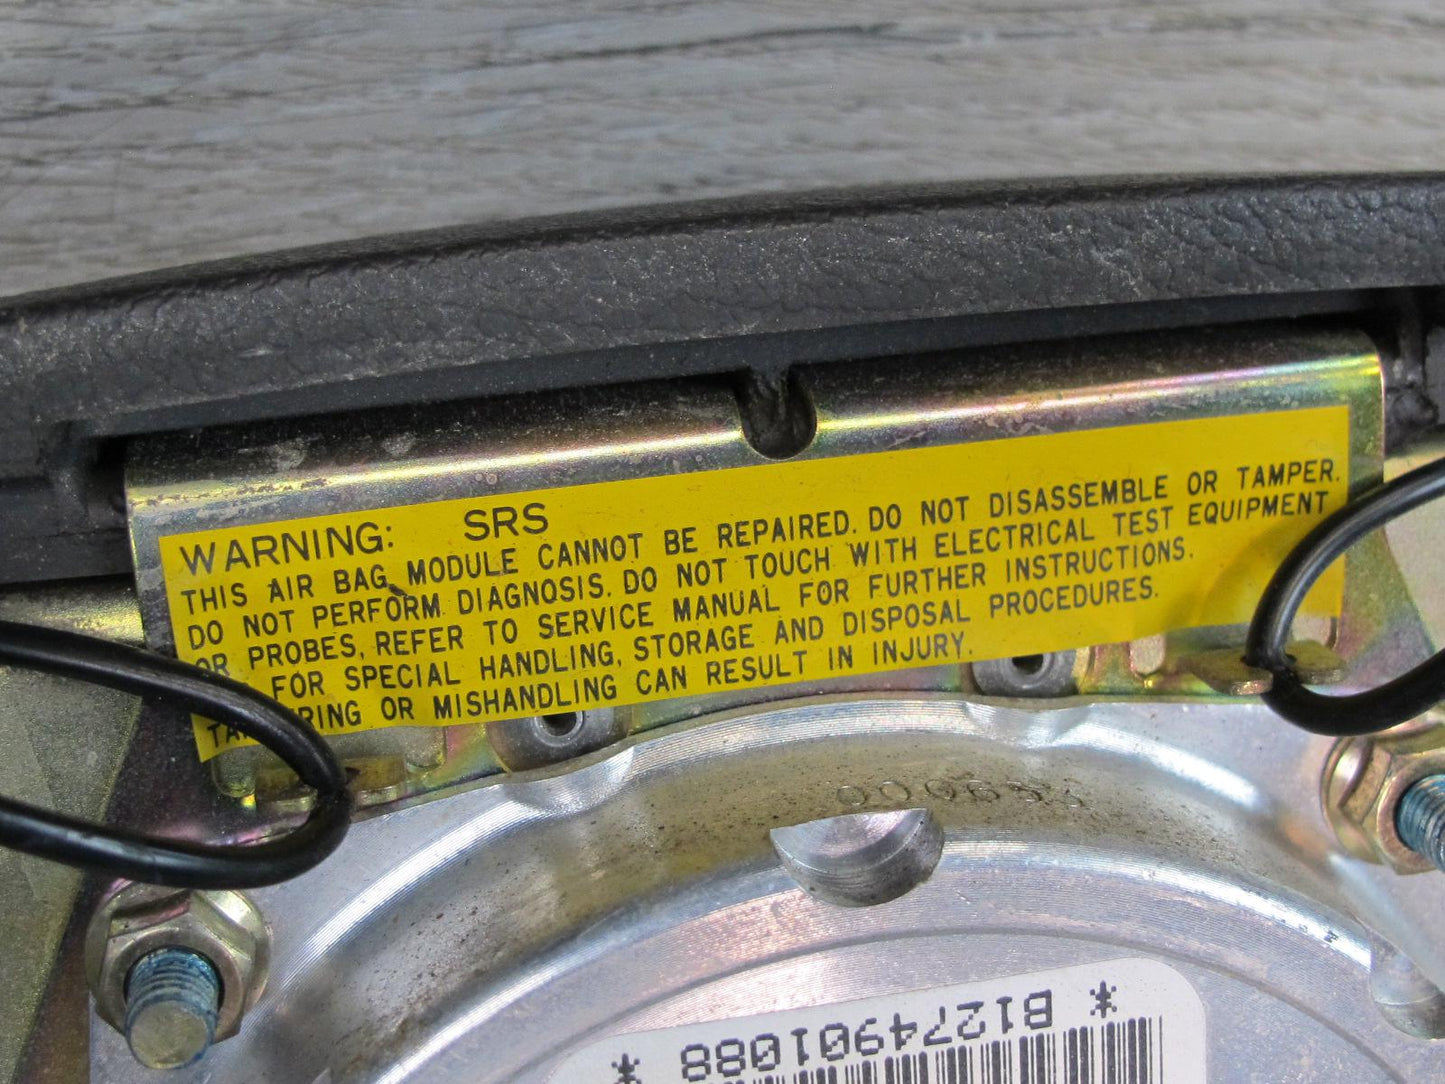 WARNING: SRS
THIS AIR BAG MODULE CANNOT BE REPAIRED. DO NOT DISASSEMBLE OR TAMPER.
DO NOT PERFORM DIAGNOSIS. DO NOT TOUCH WITH ELECTRICAL TEST EQUIPMENT
OR PROBES, REFER TO SERVICE MANUAL FOR FURTHER INSTRUCTIONS.
FOR SPECIAL HANDLING, STORAGE AND DISPOSAL PROCEDURES.
OR MISHANDLING CAN RESULT IN INJURY.
* B1274901088 *